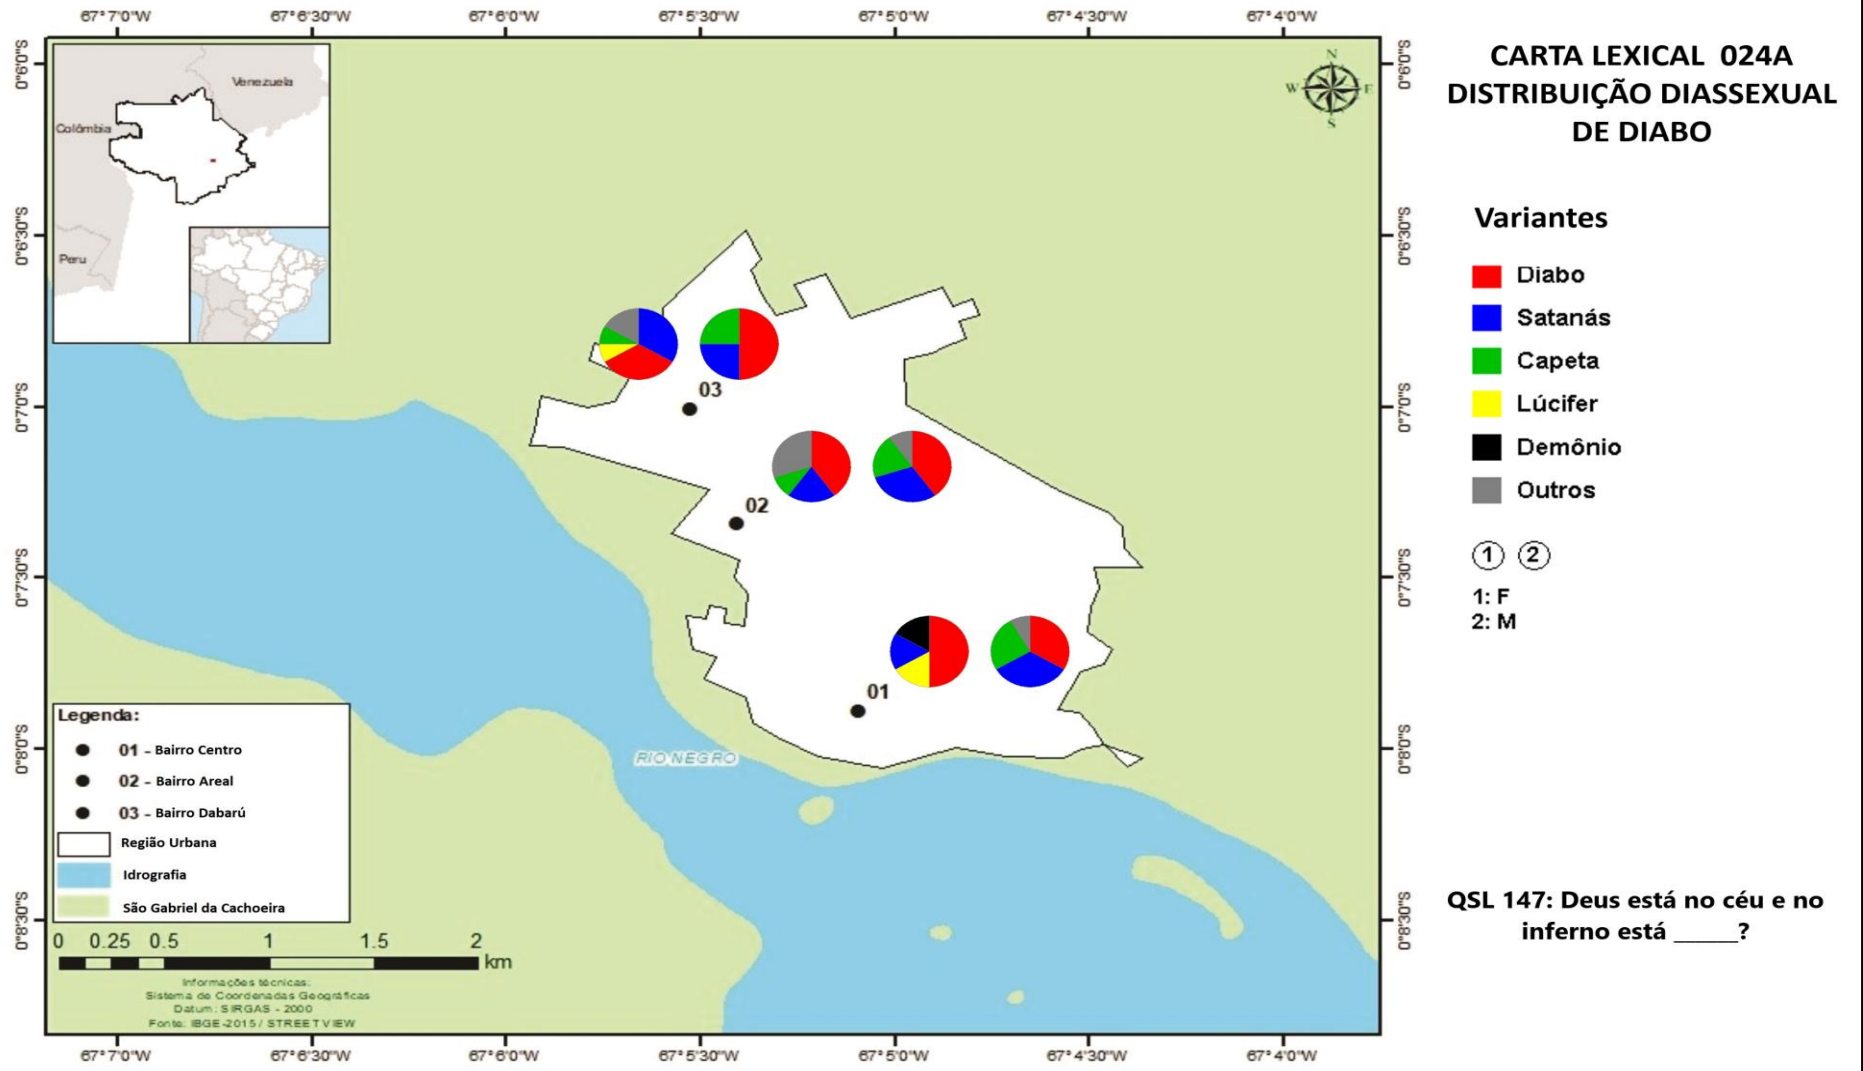 67°7'0"W 67°6'30"W 67°6'0"W 67°5'30"W 67°5'0"W 67°4'30"W 67°4'0"W
CARTA LEXICAL 024A
DISTRIBUIÇÃO DIASSEXUAL
DE DIABO
Variantes
Diabo
Satanás
Capeta
Lúcifer
Demônio
Outros
1 2
1: F
2: M
QSL 147: Deus está no céu e no
inferno está ______?
Venezuela
Colômbia
Peru
N
W E
S
0°6'0"S 0°6'0"S
0°6'30"S 0°6'30"S
0°7'0"S 0°7'0"S
0°7'30"S 0°7'30"S
0°8'0"S 0°8'0"S
0°8'30"S 0°8'30"S
03
02
01
RIO NEGRO
Legenda:
01 - Bairro Centro
02 - Bairro Areal
03 - Bairro Dabarú
Região Urbana
Idrografia
São Gabriel da Cachoeira
0 0.25 0.5 1 1.5 2
km
Informações técnicas:
Sistema de Coordenadas Geográficas
Datum: SIRGAS - 2000
Fonte: IBGE-2015 / STREETVIEW
67°7'0"W 67°6'30"W 67°6'0"W 67°5'30"W 67°5'0"W 67°4'30"W 67°4'0"W